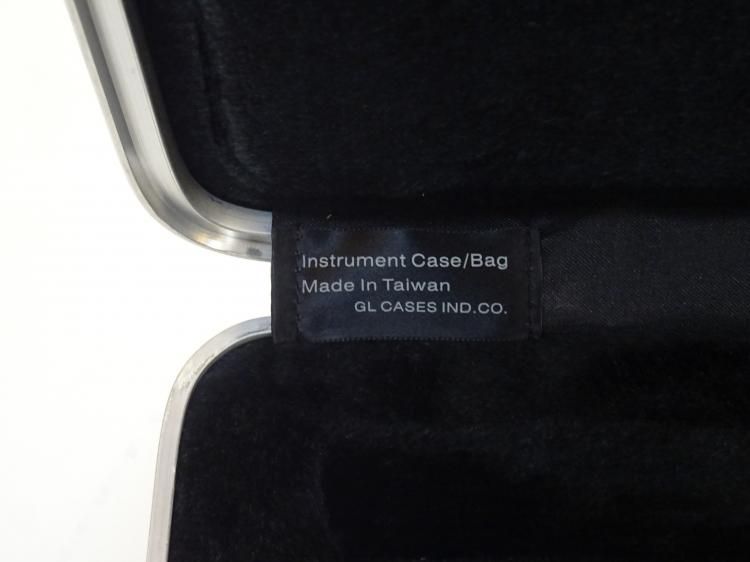 Instrument Case/Bag
Made In Taiwan
GL CASES IND.CO.